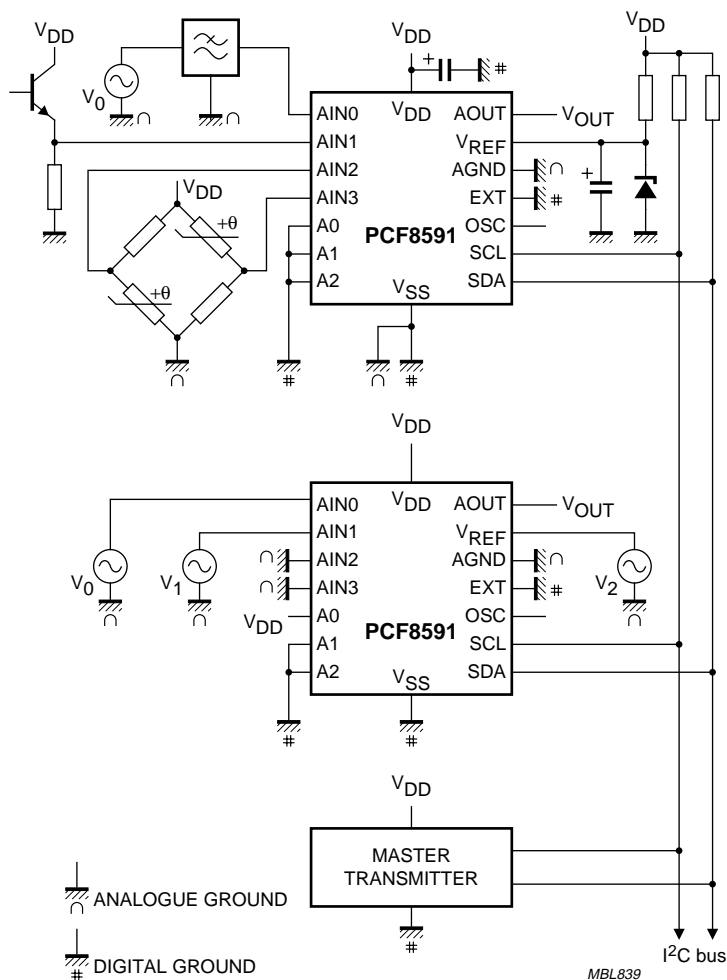 VDD
V0
VDD
VDD
VDD
AIN0
AIN1
AIN2
AIN3
A0
A1
A2
VDD
AOUT
VREF
AGND
EXT
OSC
SCL
SDA
PCF8591
VSS
VOUT
+
+
+θ
+θ
#
∩
∩
∩
#
#
∩
#
∩
#
VDD
AIN0
AIN1
AIN2
AIN3
A0
A1
A2
VDD
AOUT
VREF
AGND
EXT
OSC
SCL
SDA
PCF8591
VSS
VOUT
V0
V1
V2
VDD
∩
∩
∩
∩
∩
#
∩
#
#
VDD
MASTER
TRANSMITTER
#
∩
ANALOGUE GROUND
#
DIGITAL GROUND
I²C bus
MBL839